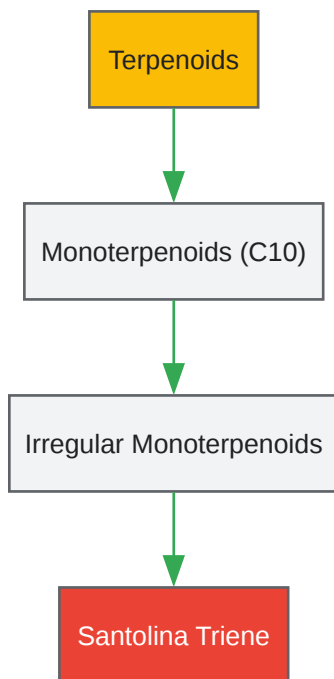 Terpenoids
Monoterpenoids (C10)
Irregular Monoterpenoids
Santolina Triene